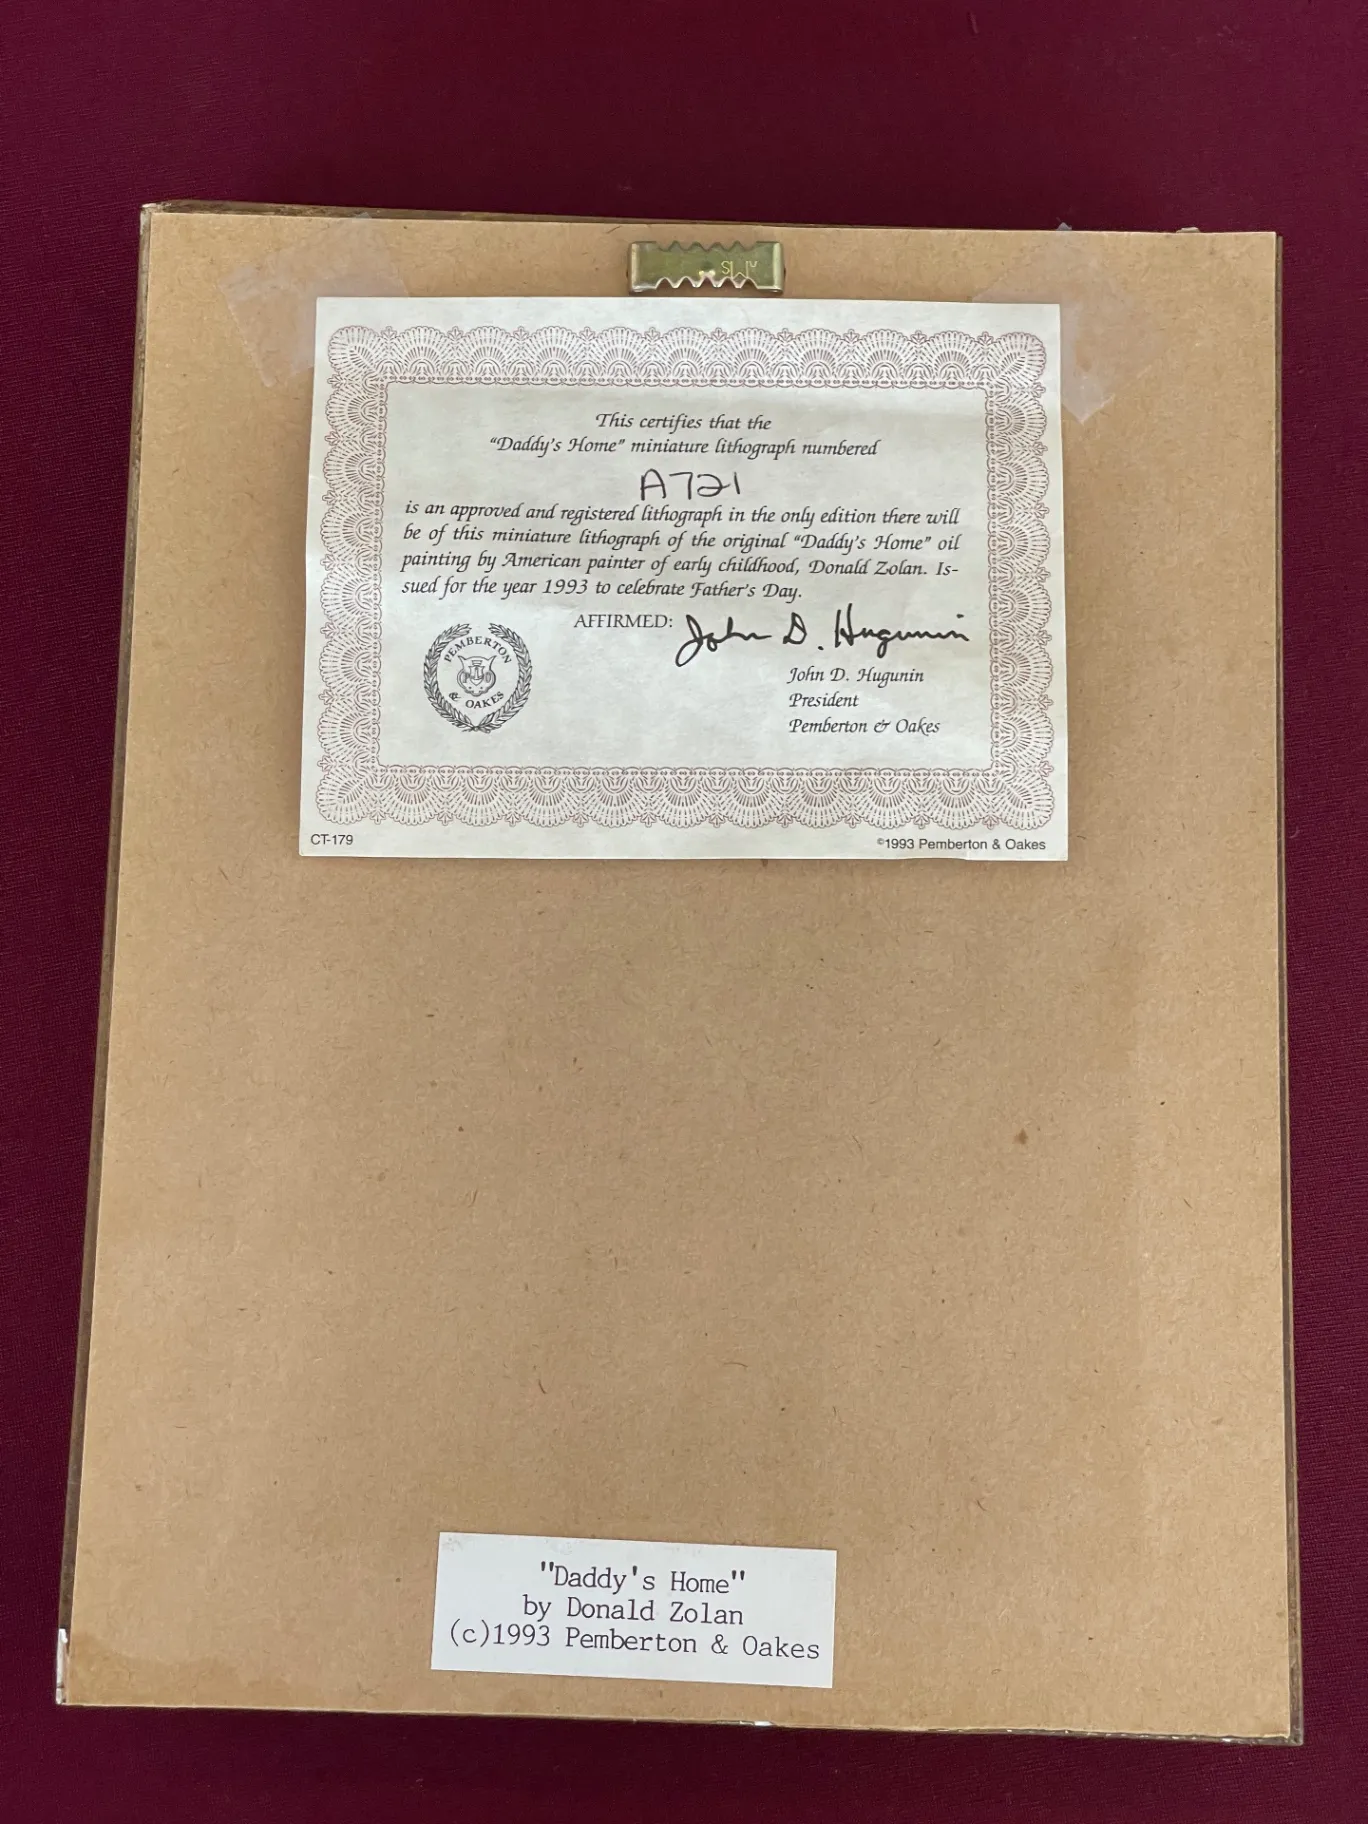 This certifies that the
“Daddy’s Home” miniature lithograph numbered
A721
is an approved and registered lithograph in the only edition there will
be of this miniature lithograph of the original “Daddy’s Home” oil
painting by American painter of early childhood, Donald Zolan. Is-
sued for the year 1993 to celebrate Father’s Day.
AFFIRMED: John D. Hugunin
PEMBERTON
P&O
& OAKES
John D. Hugunin
President
Pemberton & Oakes
CT-179
©1993 Pemberton & Oakes
"Daddy's Home"
by Donald Zolan
(c)1993 Pemberton & Oakes